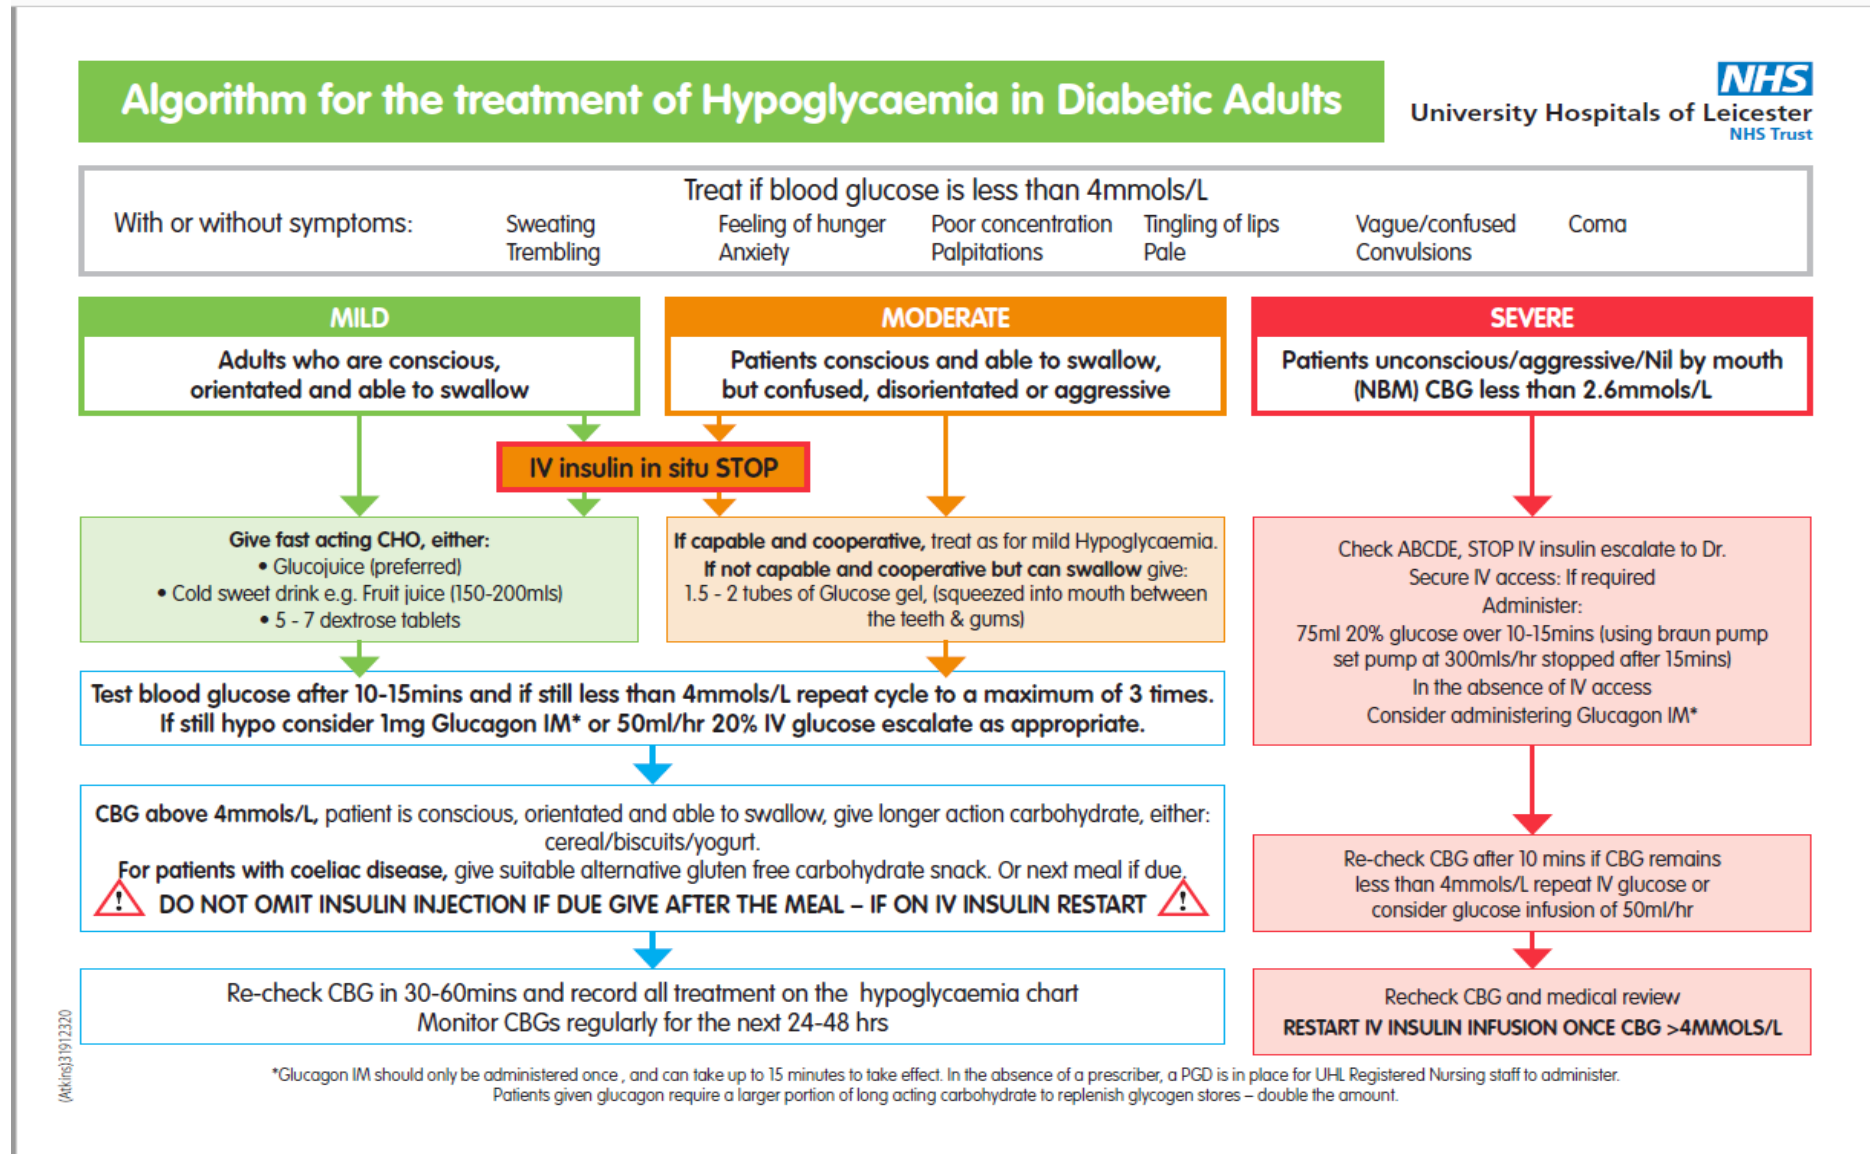 Algorithm for the treatment of Hypoglycaemia in Diabetic Adults
NHS
University Hospitals of Leicester
NHS Trust
Treat if blood glucose is less than 4mmols/L
With or without symptoms:
Sweating
Trembling
Feeling of hunger
Anxiety
Poor concentration
Palpitations
Tingling of lips
Pale
Vague/confused
Convulsions
Coma
MILD
Adults who are conscious,
orientated and able to swallow
MODERATE
Patients conscious and able to swallow,
but confused, disorientated or aggressive
SEVERE
Patients unconscious/aggressive/Nil by mouth
(NBM) CBG less than 2.6mmols/L
IV insulin in situ STOP
Give fast acting CHO, either:
• Glucojuice (preferred)
• Cold sweet drink e.g. Fruit juice (150-200mls)
• 5 - 7 dextrose tablets
If capable and cooperative, treat as for mild Hypoglycaemia.
If not capable and cooperative but can swallow give:
1.5 - 2 tubes of Glucose gel, (squeezed into mouth between
the teeth & gums)
Check ABCDE, STOP IV insulin escalate to Dr.
Secure IV access: If required
Administer:
75ml 20% glucose over 10-15mins (using braun pump
set pump at 300mls/hr stopped after 15mins)
In the absence of IV access
Consider administering Glucagon IM*
Test blood glucose after 10-15mins and if still less than 4mmols/L repeat cycle to a maximum of 3 times.
If still hypo consider 1mg Glucagon IM* or 50ml/hr 20% IV glucose escalate as appropriate.
CBG above 4mmols/L, patient is conscious, orientated and able to swallow, give longer action carbohydrate, either:
cereal/biscuits/yogurt.
For patients with coeliac disease, give suitable alternative gluten free carbohydrate snack. Or next meal if due.
! DO NOT OMIT INSULIN INJECTION IF DUE GIVE AFTER THE MEAL – IF ON IV INSULIN RESTART !
Re-check CBG after 10 mins if CBG remains
less than 4mmols/L repeat IV glucose or
consider glucose infusion of 50ml/hr
Re-check CBG in 30-60mins and record all treatment on the hypoglycaemia chart
Monitor CBGs regularly for the next 24-48 hrs
Recheck CBG and medical review
RESTART IV INSULIN INFUSION ONCE CBG >4MMOLS/L
(Atkins)31912320
*Glucagon IM should only be administered once , and can take up to 15 minutes to take effect. In the absence of a prescriber, a PGD is in place for UHL Registered Nursing staff to administer.
Patients given glucagon require a larger portion of long acting carbohydrate to replenish glycogen stores – double the amount.